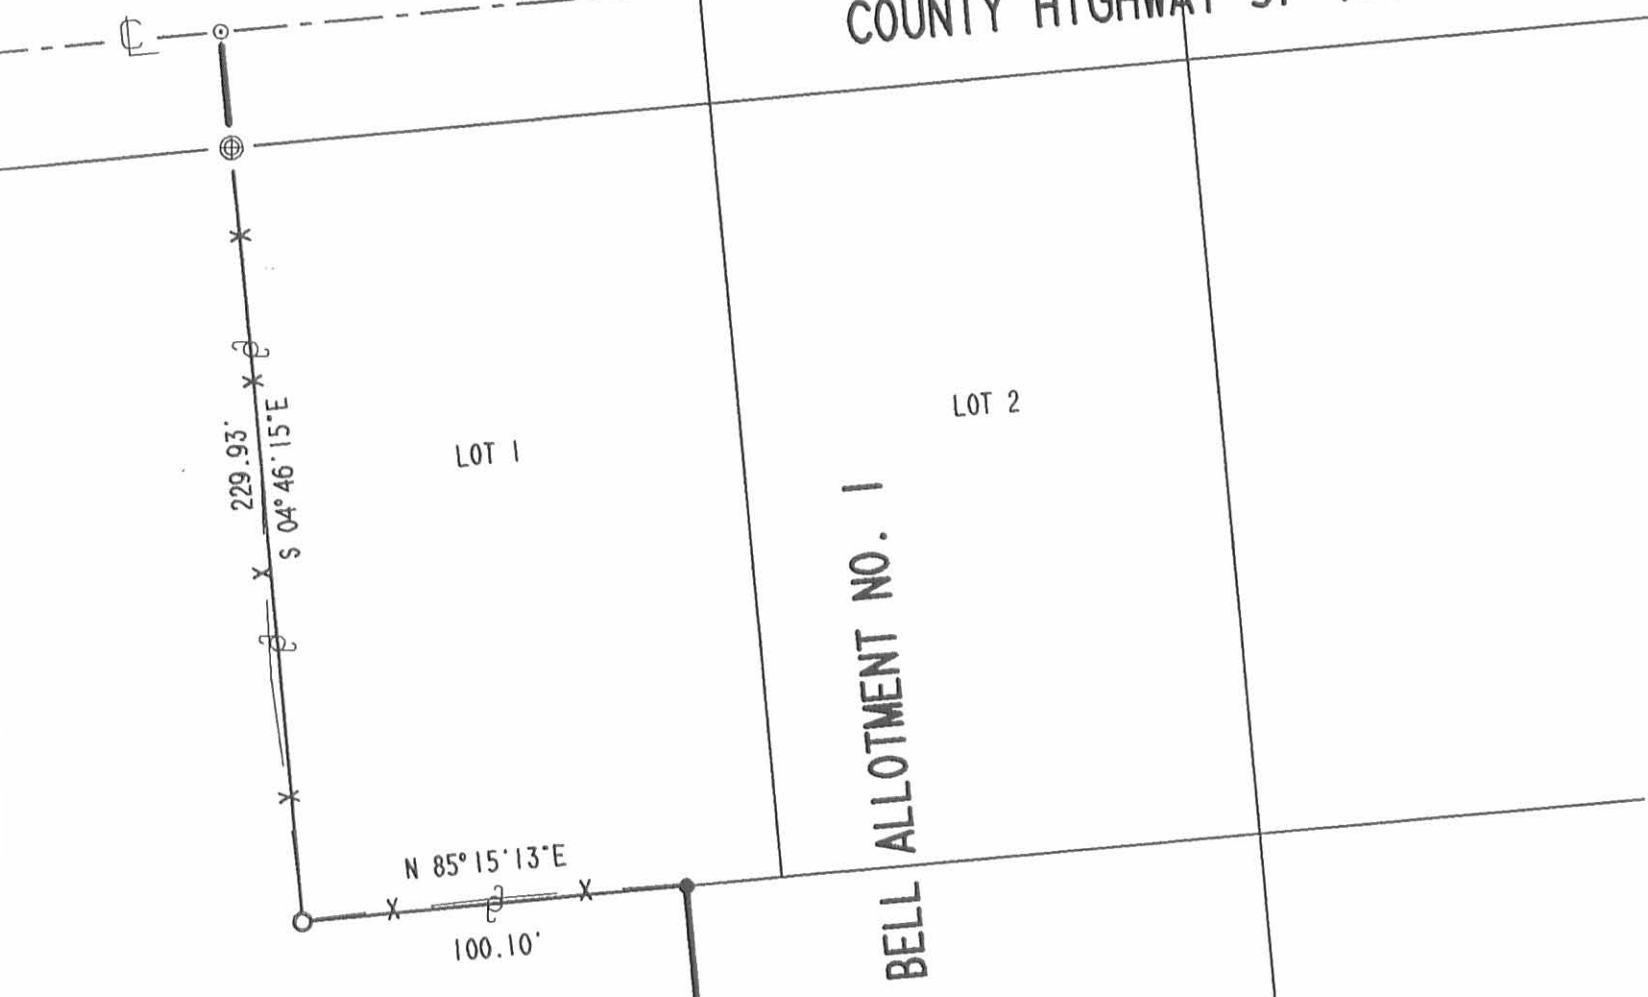 ℄
COUNTY HIGHWAY
LOT 1
LOT 2
229.93'
S 04°46'15"E
BELL ALLOTMENT NO. 1
N 85°15'13"E
100.10'